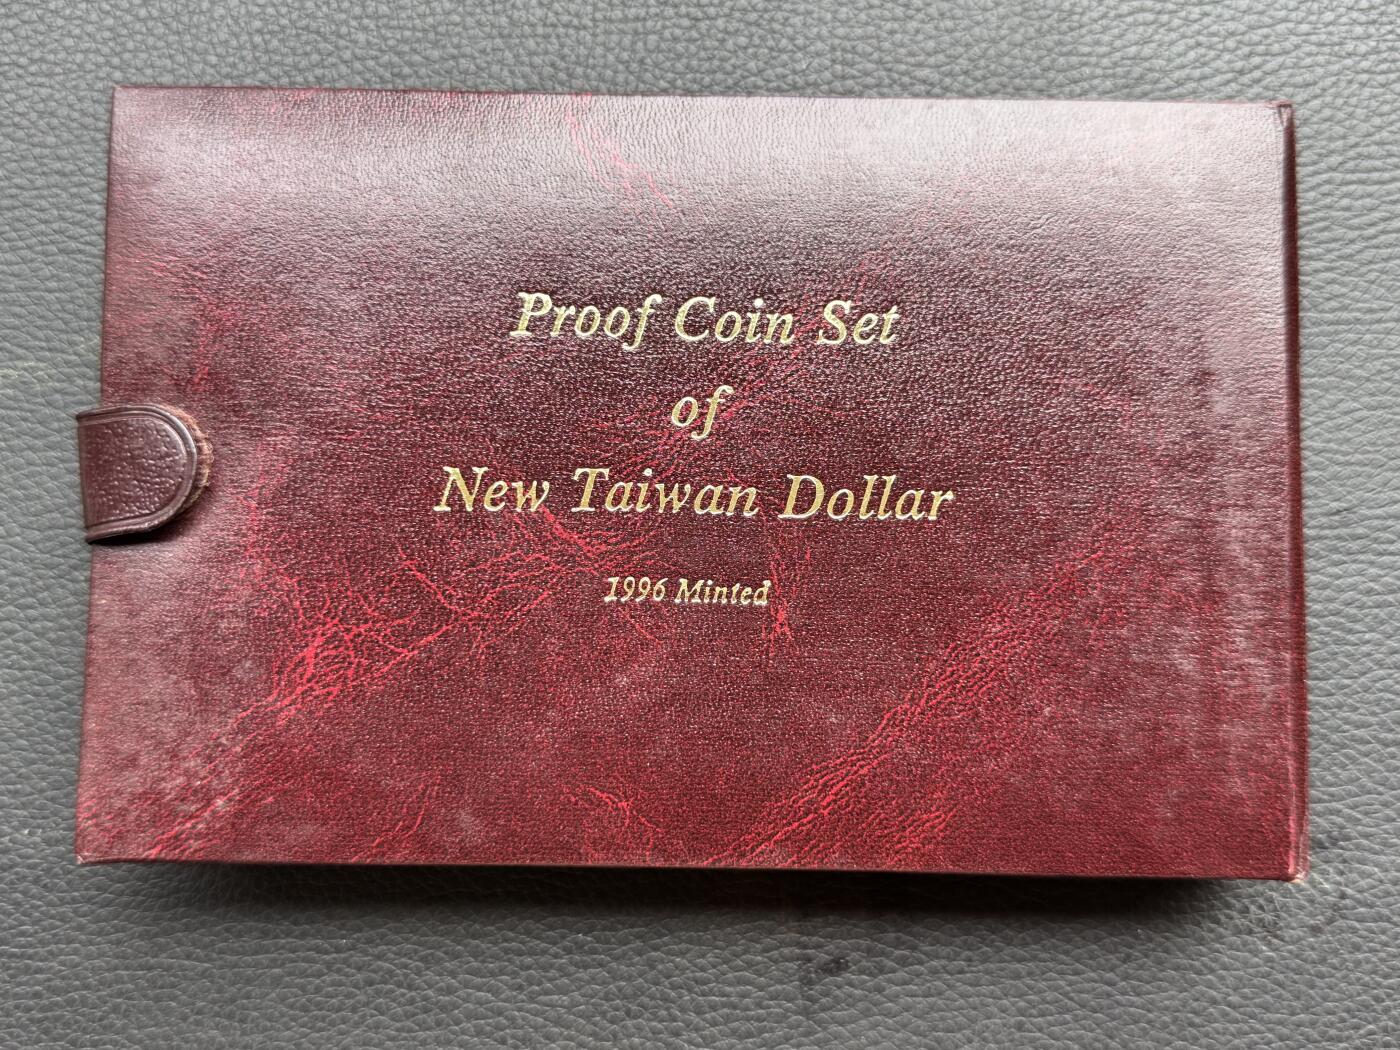 Proof Coin Set
of
New Taiwan Dollar
1996 Minted